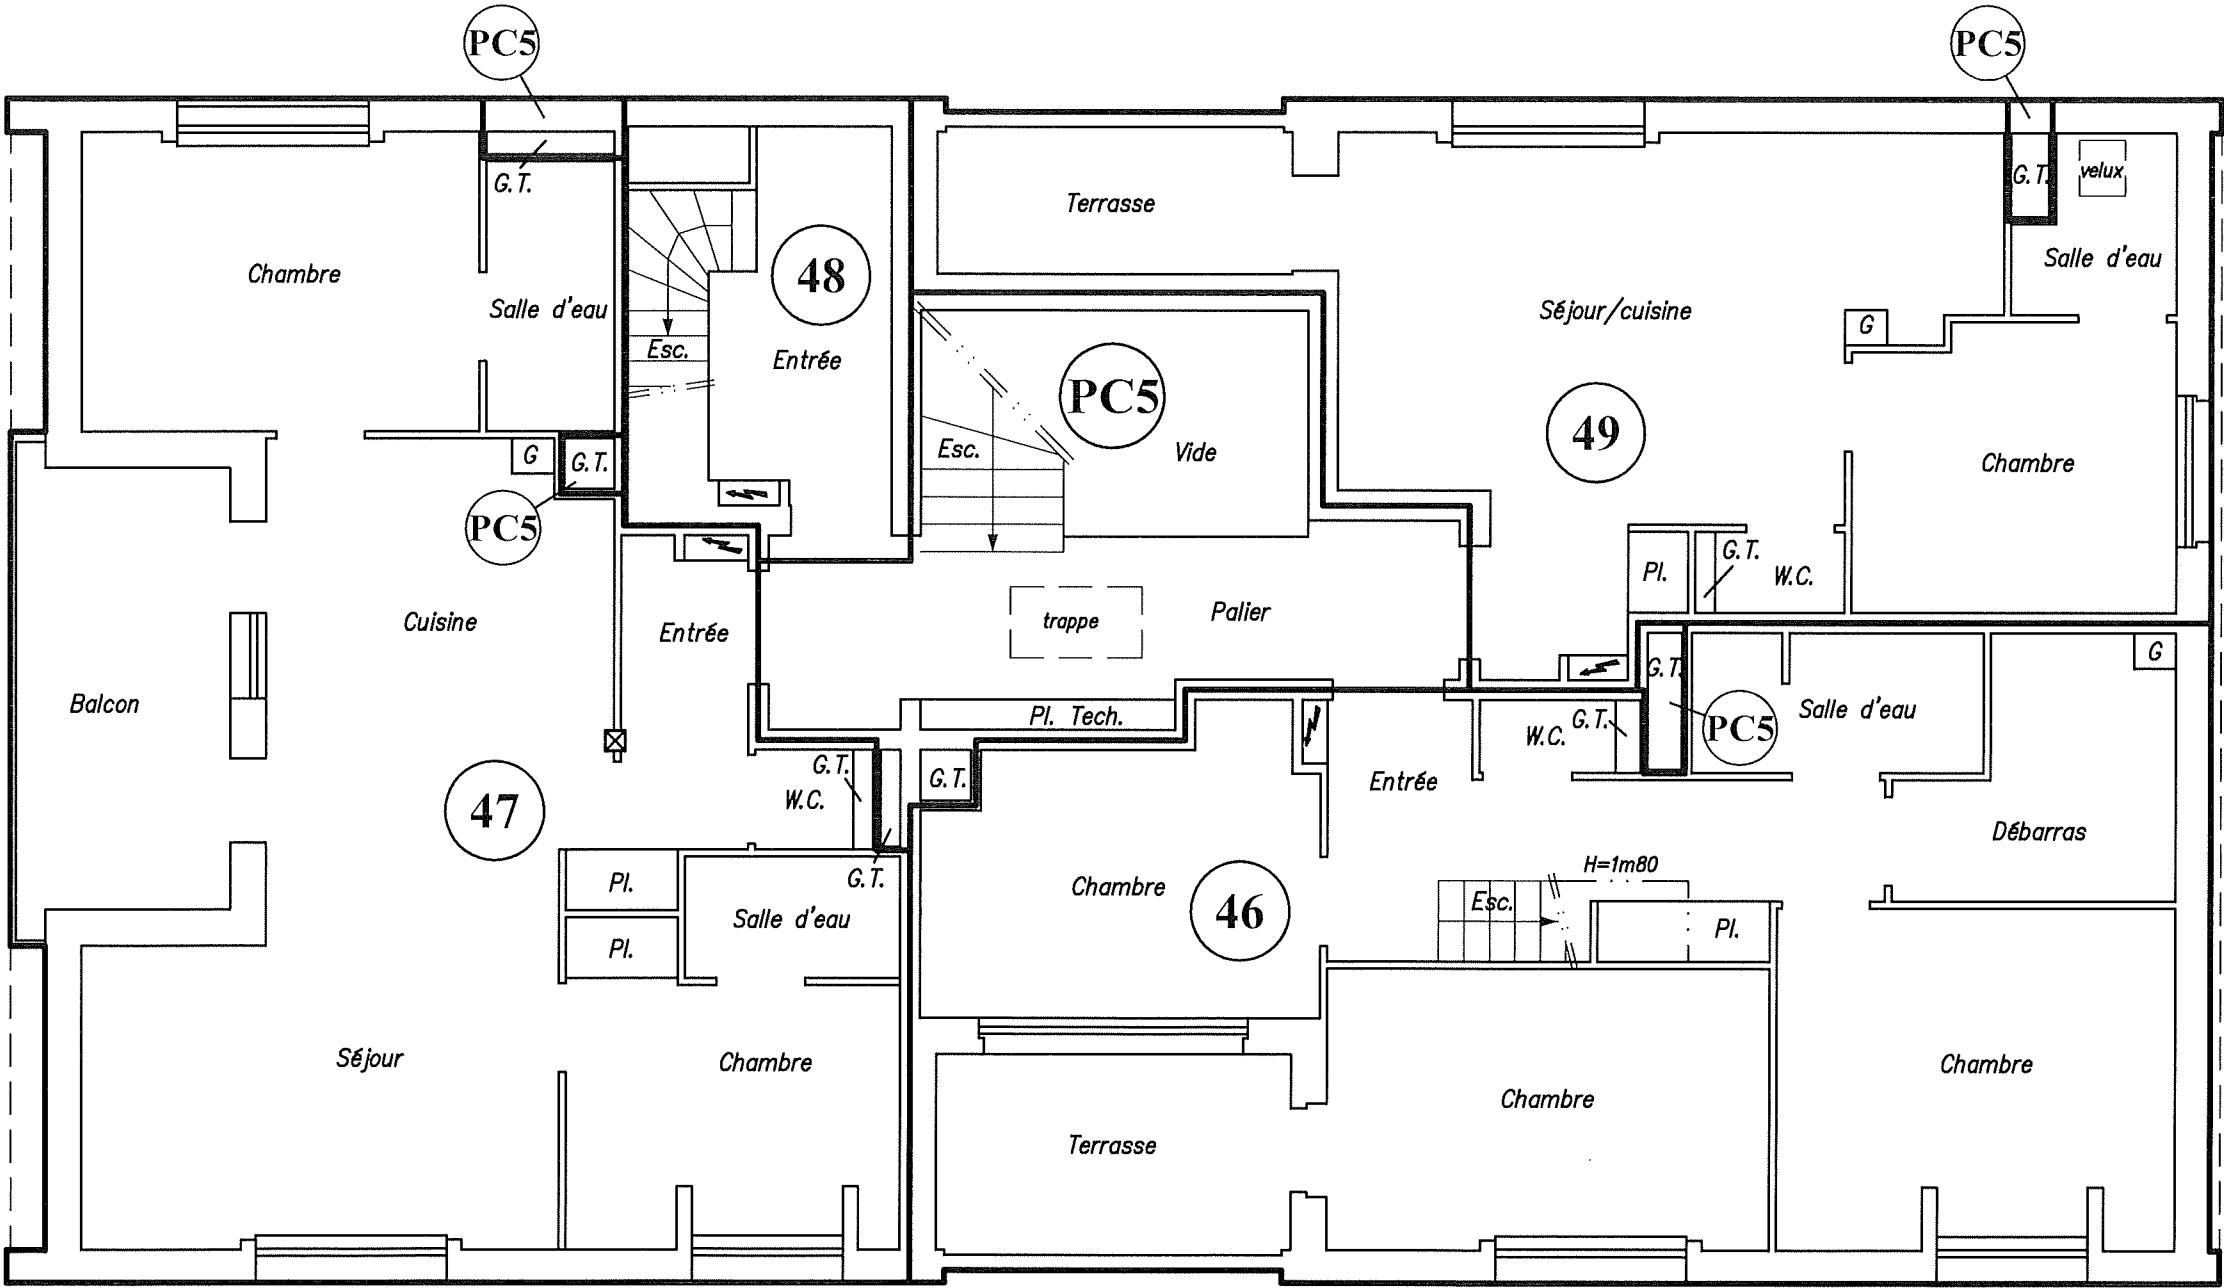 PC5
PC5
G.T.
Terrasse
G.T.
velux
Chambre
Salle d'eau
48
Salle d'eau
Séjour/cuisine
G
Esc.
Entrée
PC5
49
G
G.T.
Esc.
Vide
Chambre
PC5
G.T.
Pl.
W.C.
Cuisine
Entrée
trappe
Palier
G.T.
G
Balcon
Pl. Tech.
G.T.
W.C.
PC5
Salle d'eau
G.T.
W.C.
G.T.
Entrée
47
Débarras
H=1m80
Pl.
G.T.
Chambre
46
Esc.
Salle d'eau
Pl.
Pl.
Séjour
Chambre
Chambre
Chambre
Terrasse